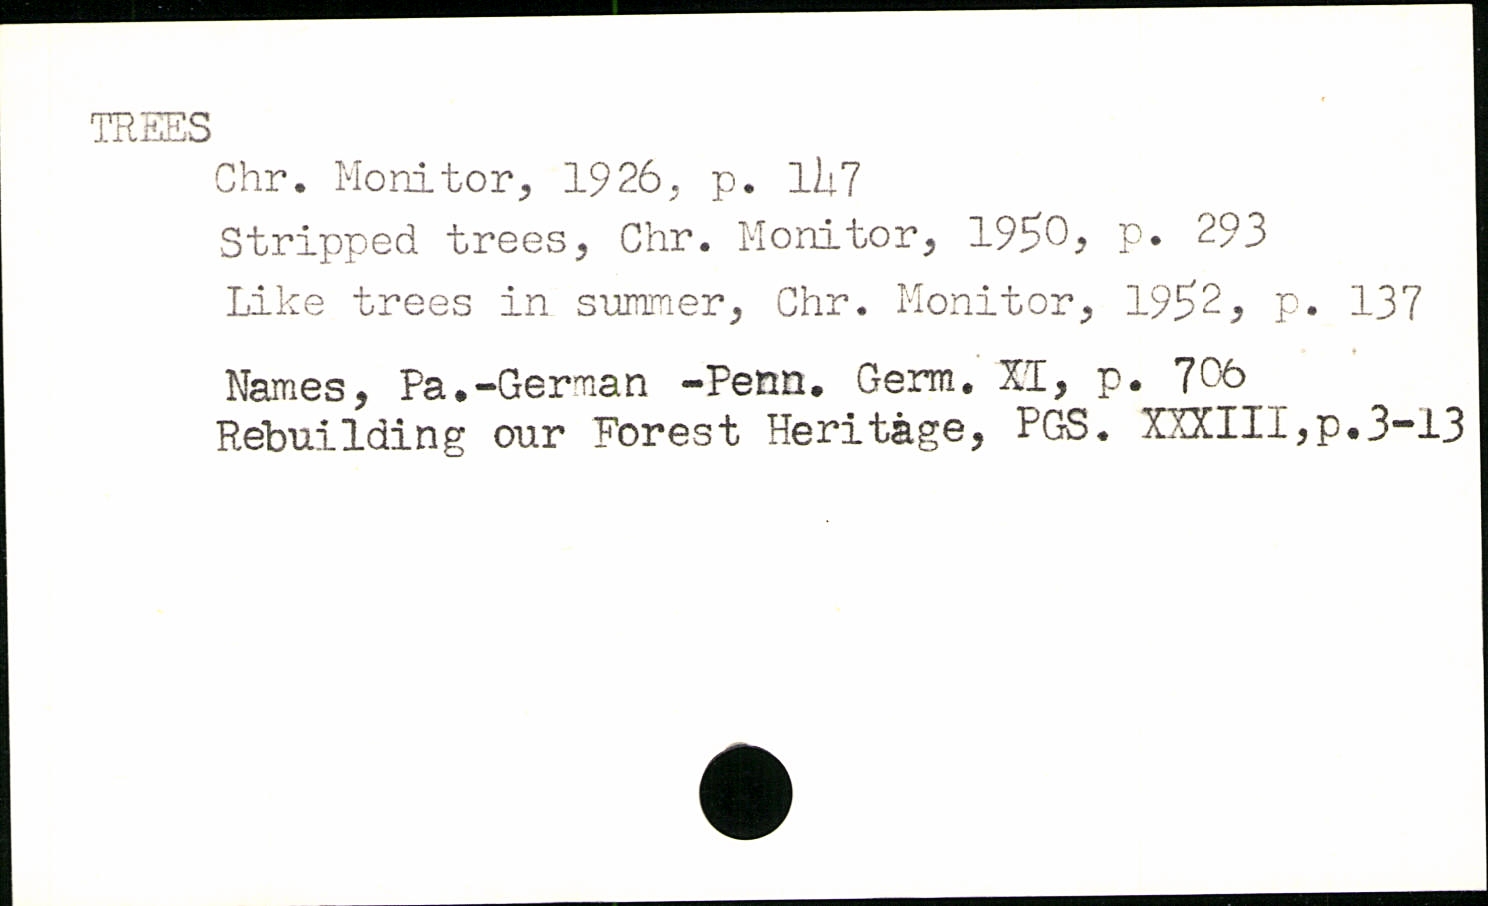 TREES
Chr. Monitor, 1926, p. 147
Stripped trees, Chr. Monitor, 1950, p. 293
Like trees in summer, Chr. Monitor, 1952, p. 137
Names, Pa.-German -Penn. Germ. XI, p. 706
Rebuilding our Forest Heritage, PGS. XXXIII,p.3-13